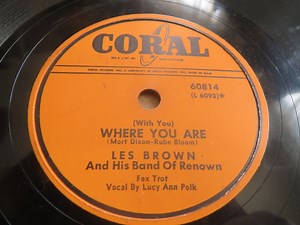 CORAL
60814
(L 6093)★
(With You)
WHERE YOU ARE
(Mort Dixon-Rube Bloom)
LES BROWN
And His Band Of Renown
Fox Trot
Vocal By Lucy Ann Polk